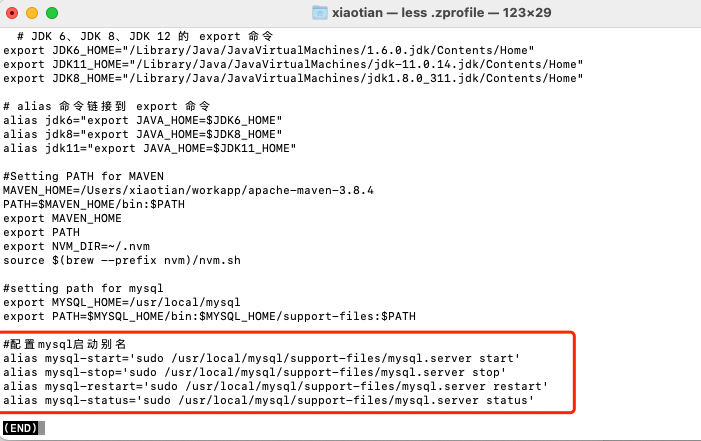 xiaotian — less .zprofile — 123×29
# JDK 6、JDK 8、JDK 12 的 export 命令
export JDK6_HOME="/Library/Java/JavaVirtualMachines/1.6.0.jdk/Contents/Home"
export JDK11_HOME="/Library/Java/JavaVirtualMachines/jdk-11.0.14.jdk/Contents/Home"
export JDK8_HOME="/Library/Java/JavaVirtualMachines/jdk1.8.0_311.jdk/Contents/Home"
# alias 命令链接到 export 命令
alias jdk6="export JAVA_HOME=$JDK6_HOME"
alias jdk8="export JAVA_HOME=$JDK8_HOME"
alias jdk11="export JAVA_HOME=$JDK11_HOME"
#Setting PATH for MAVEN
MAVEN_HOME=/Users/xiaotian/workapp/apache-maven-3.8.4
PATH=$MAVEN_HOME/bin:$PATH
export MAVEN_HOME
export PATH
export NVM_DIR=~/.nvm
source $(brew --prefix nvm)/nvm.sh
#setting path for mysql
export MYSQL_HOME=/usr/local/mysql
export PATH=$MYSQL_HOME/bin:$MYSQL_HOME/support-files:$PATH
#配置mysql启动别名
alias mysql-start='sudo /usr/local/mysql/support-files/mysql.server start'
alias mysql-stop='sudo /usr/local/mysql/support-files/mysql.server stop'
alias mysql-restart='sudo /usr/local/mysql/support-files/mysql.server restart'
alias mysql-status='sudo /usr/local/mysql/support-files/mysql.server status'
(END)